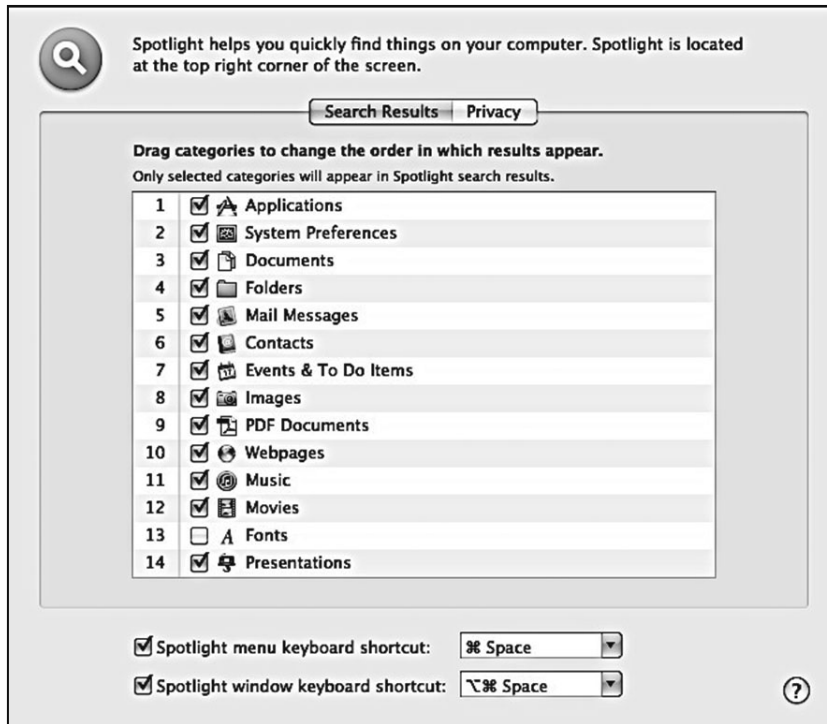 Spotlight helps you quickly find things on your computer. Spotlight is located
at the top right corner of the screen.
Search Results Privacy
Drag categories to change the order in which results appear.
Only selected categories will appear in Spotlight search results.
1 Applications
2 System Preferences
3 Documents
4 Folders
5 Mail Messages
6 Contacts
7 Events & To Do Items
8 Images
9 PDF Documents
10 Webpages
11 Music
12 Movies
13 Fonts
14 Presentations
Spotlight menu keyboard shortcut: ⌘ Space
Spotlight window keyboard shortcut: ⌥⌘ Space
?